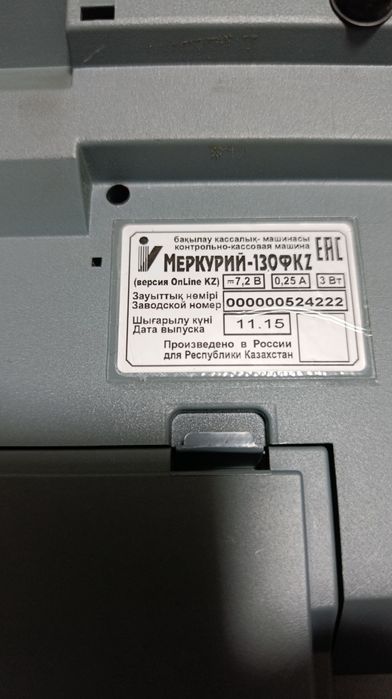 бақылау кассалық- машинасы
контрольно-кассовая машина
EAC
МЕРКУРИЙ-130ФKZ
(версия OnLine KZ) ⎓7,2 В 0,25 А 3 Вт
Зауыттық нөмірі
Заводской номер 000000524222
Шығарылу күні
Дата выпуска 11.15
Произведено в России
для Республики Казахстан